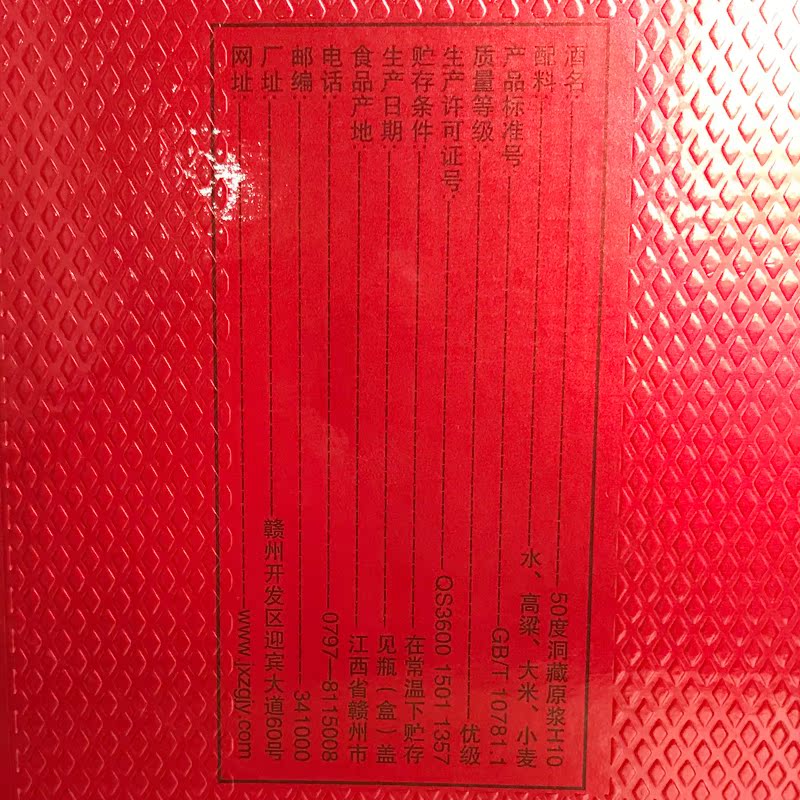 酒名 50度洞藏原浆H10
配料 水、高粱、大米、小麦
产品标准号 GB/T 10781.1
质量等级 优级
生产许可证号 QS3600 1501 1357
贮存条件 在常温下贮存
生产日期 见瓶(盒)盖
食品产地 江西省赣州市
电话 0797—8115008
邮编 341000
厂址 赣州开发区迎宾大道60号
网址 www.jxzgjy.com